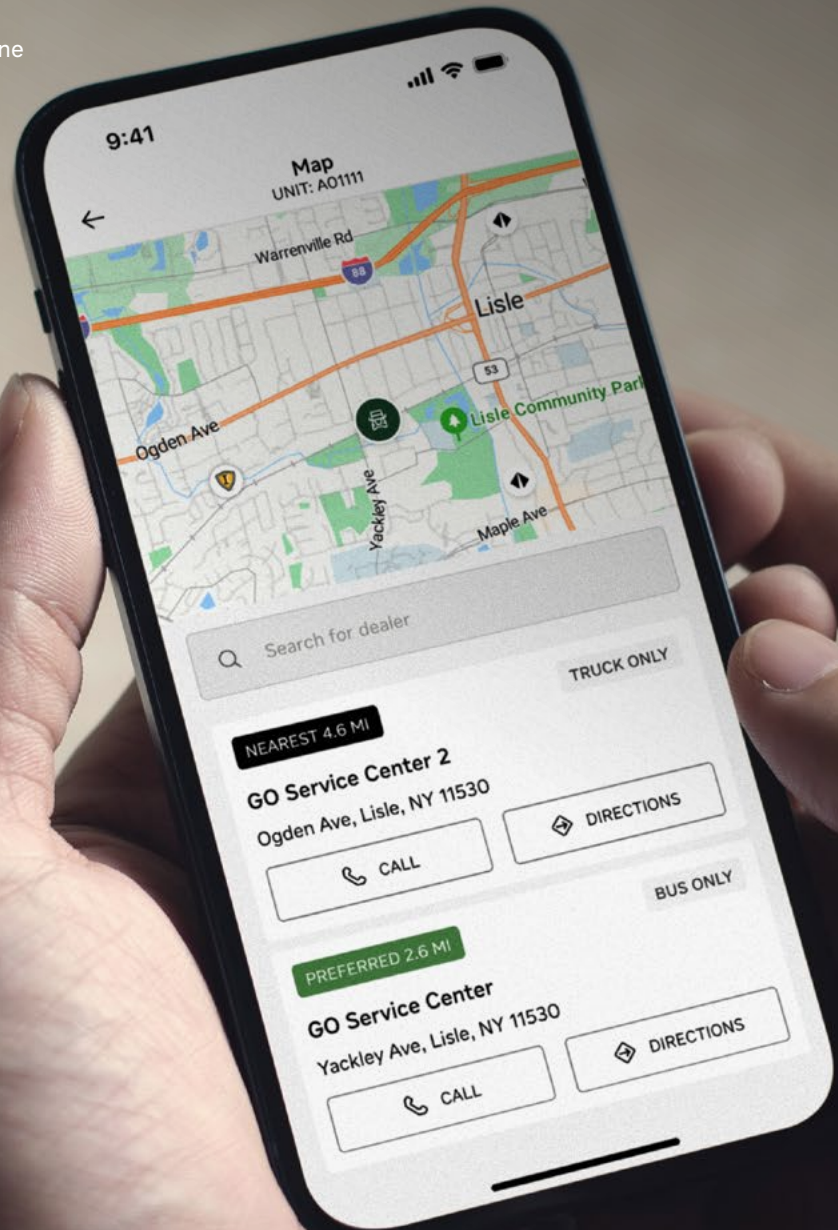 ne
9:41
Map
UNIT: A01111
Warrenville Rd
88
Lisle
53
Lisle Community Park
Ogden Ave
Yackley Ave
Maple Ave
Search for dealer
TRUCK ONLY
NEAREST 4.6 MI
GO Service Center 2
Ogden Ave, Lisle, NY 11530
CALL
DIRECTIONS
BUS ONLY
PREFERRED 2.6 MI
GO Service Center
Yackley Ave, Lisle, NY 11530
CALL
DIRECTIONS